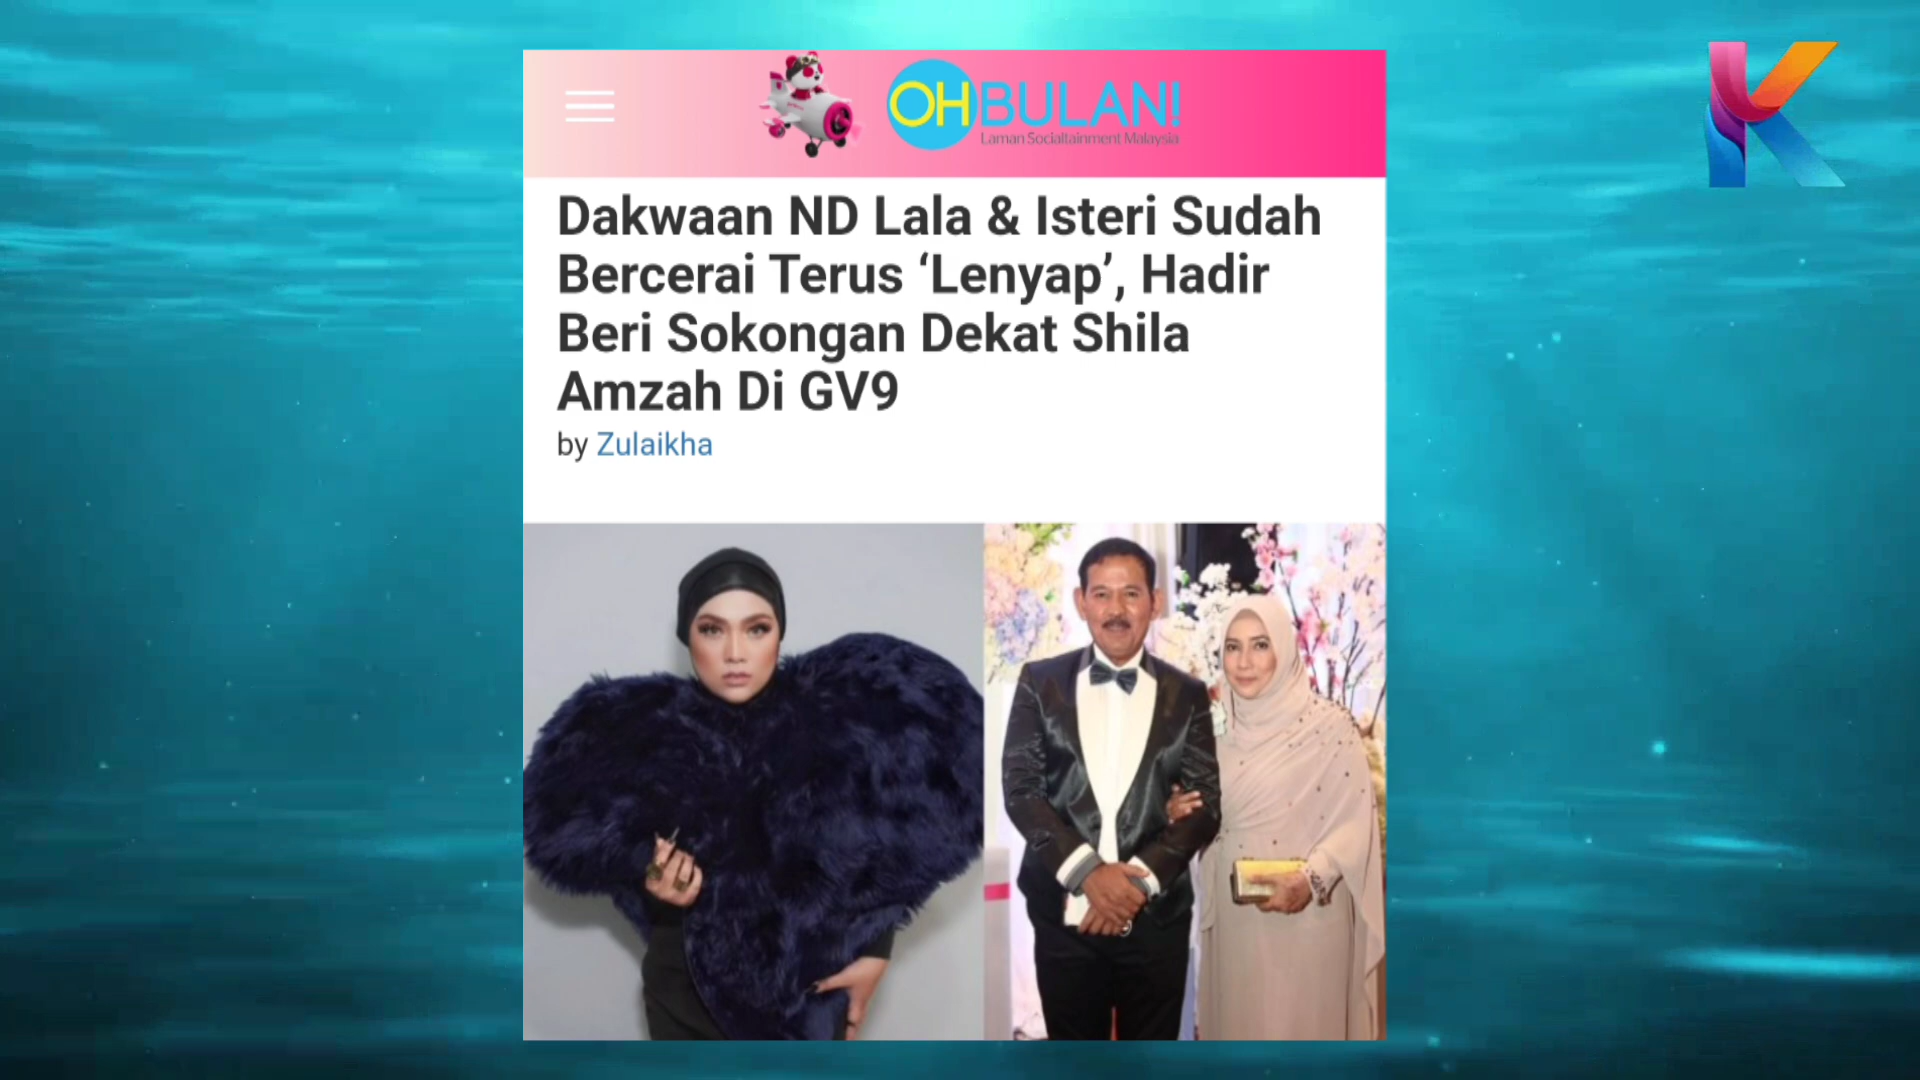 OHBULAN!
Laman Socialtainment Malaysia
Dakwaan ND Lala & Isteri Sudah
Bercerai Terus ‘Lenyap’, Hadir
Beri Sokongan Dekat Shila
Amzah Di GV9
by Zulaikha
K